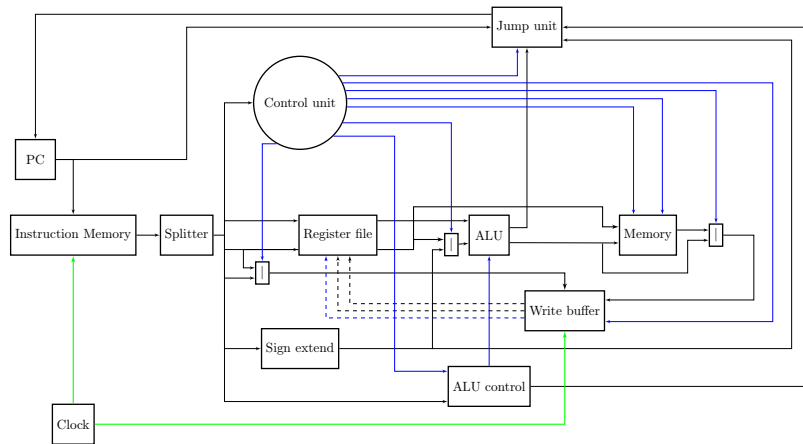 Jump unit
Control unit
PC
Instruction Memory
Splitter
Register file
|
ALU
Memory
|
|
Write buffer
Sign extend
ALU control
Clock